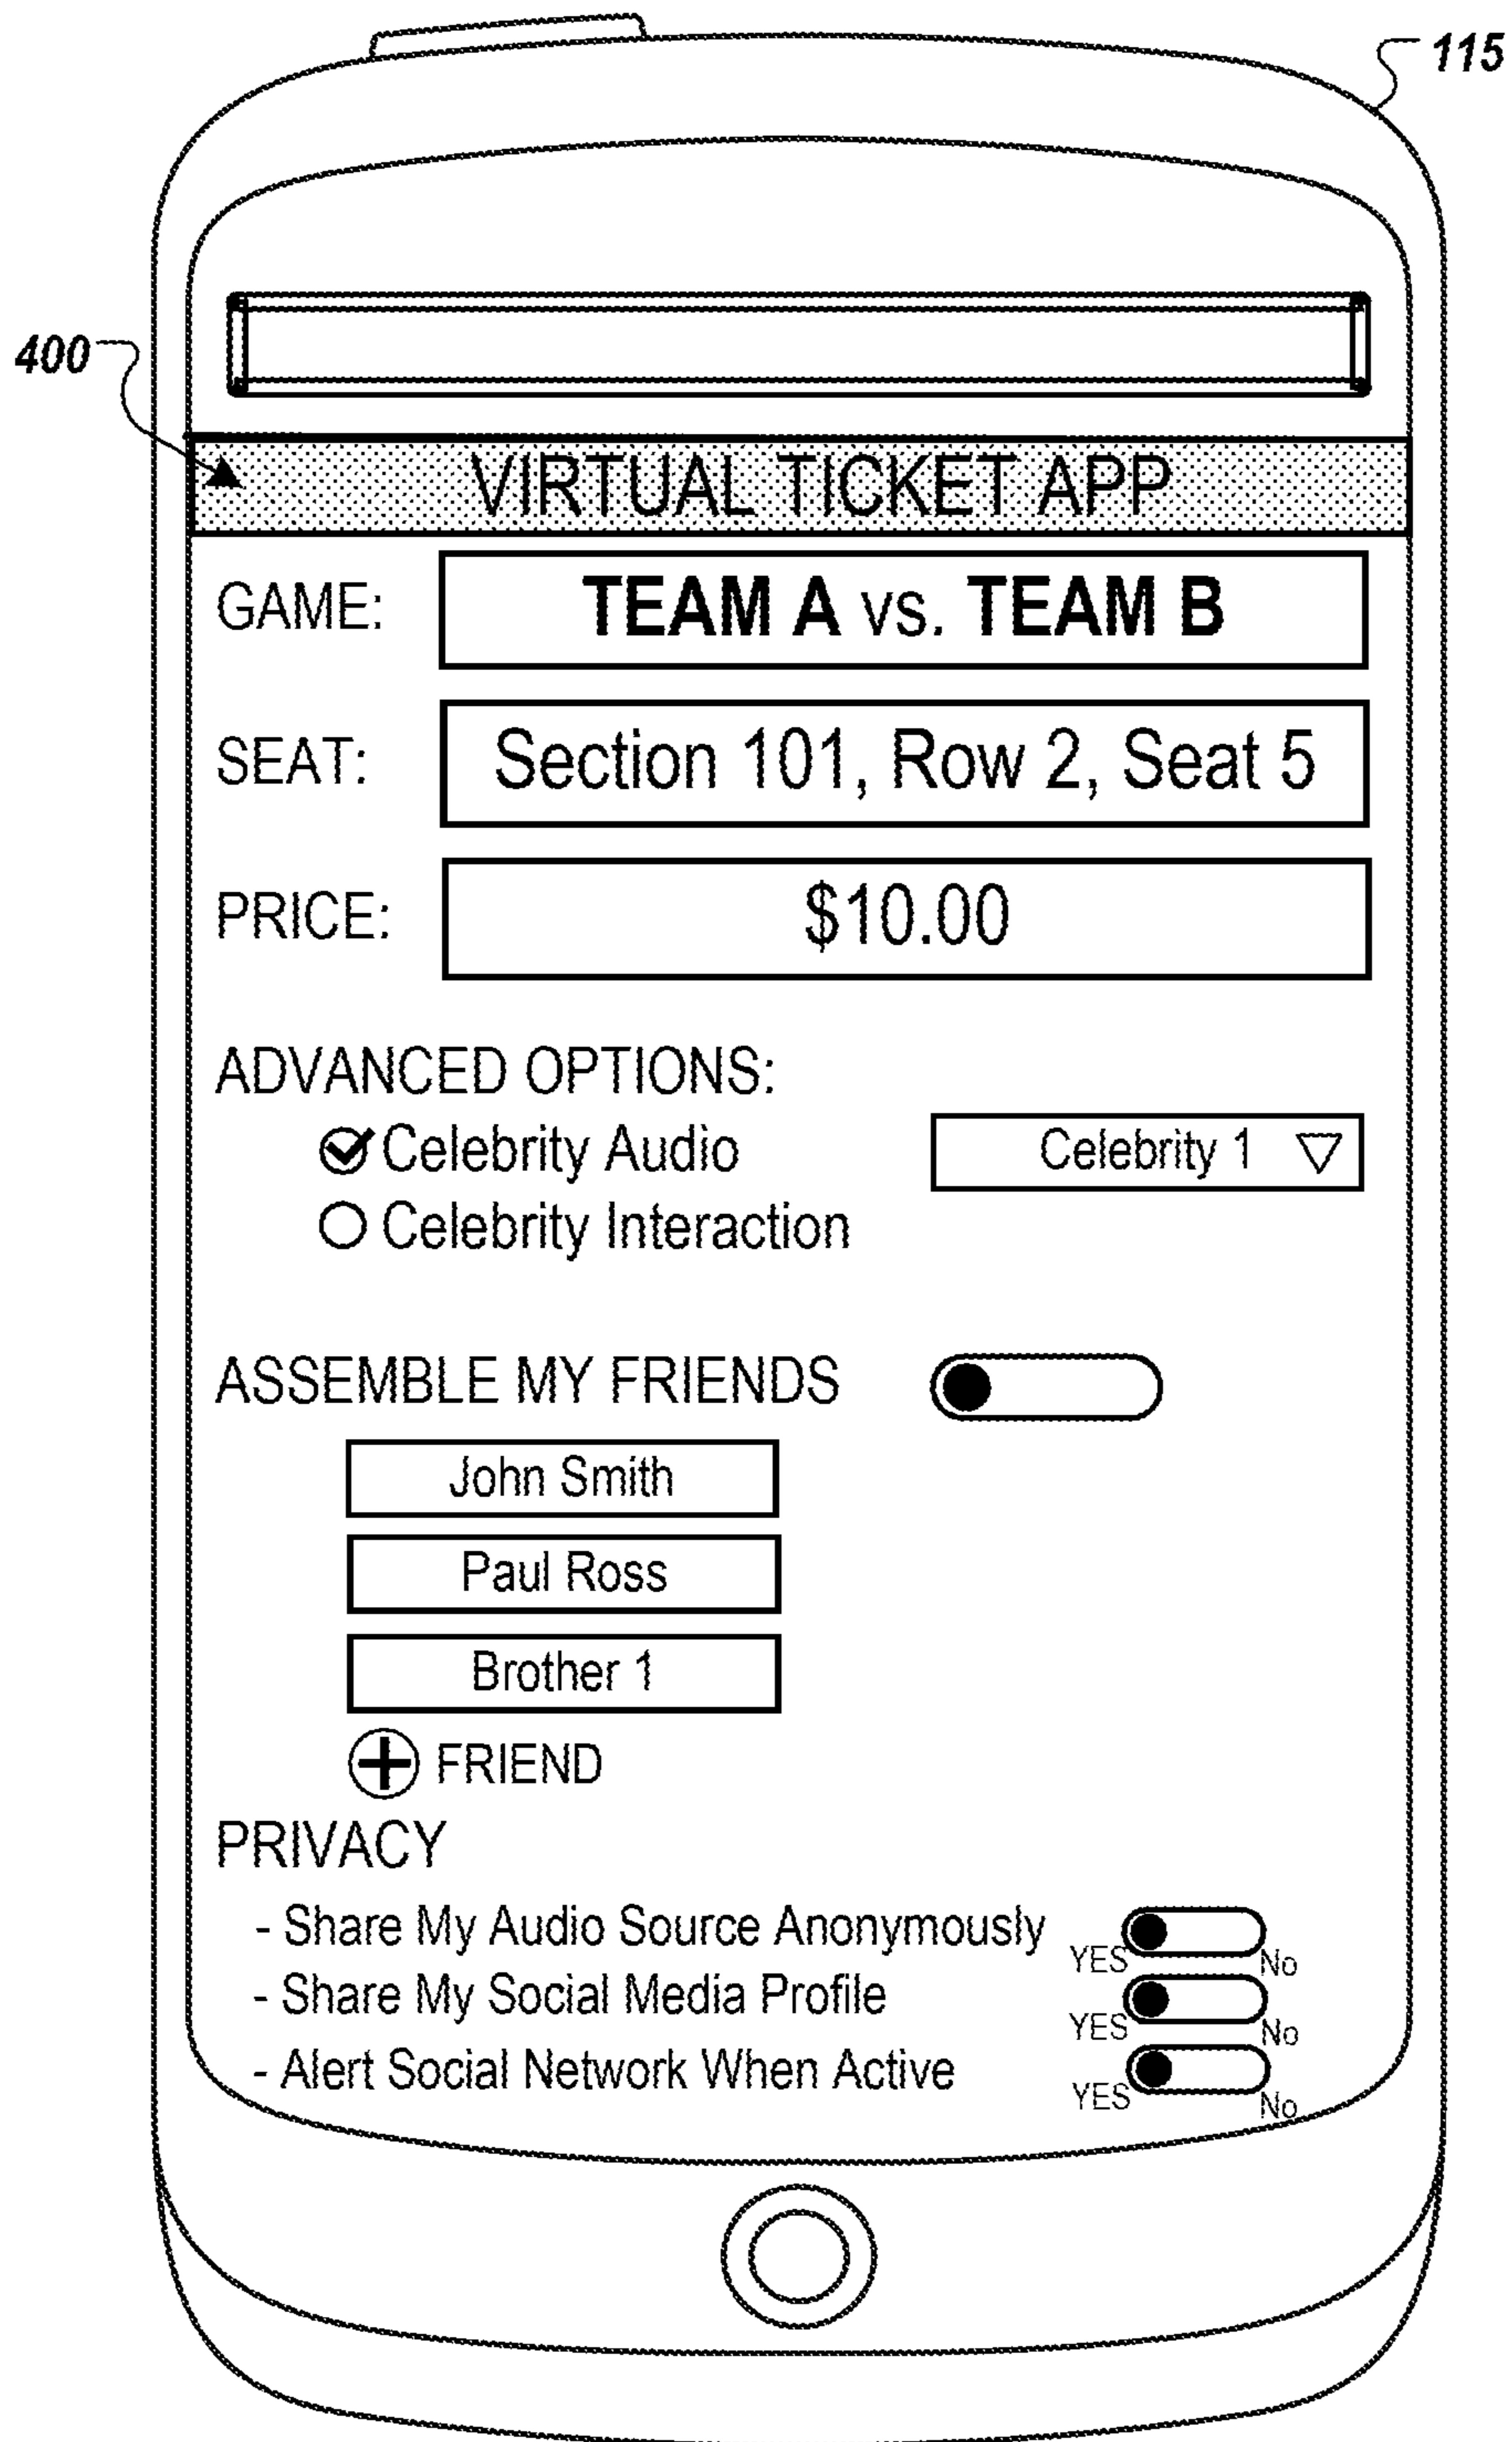 115
400
VIRTUAL TICKET APP
GAME: TEAM A vs. TEAM B
SEAT: Section 101, Row 2, Seat 5
PRICE: $10.00
ADVANCED OPTIONS:
Celebrity Audio Celebrity 1
Celebrity Interaction
ASSEMBLE MY FRIENDS
John Smith
Paul Ross
Brother 1
FRIEND
PRIVACY
- Share My Audio Source Anonymously YES No
- Share My Social Media Profile YES No
- Alert Social Network When Active YES No